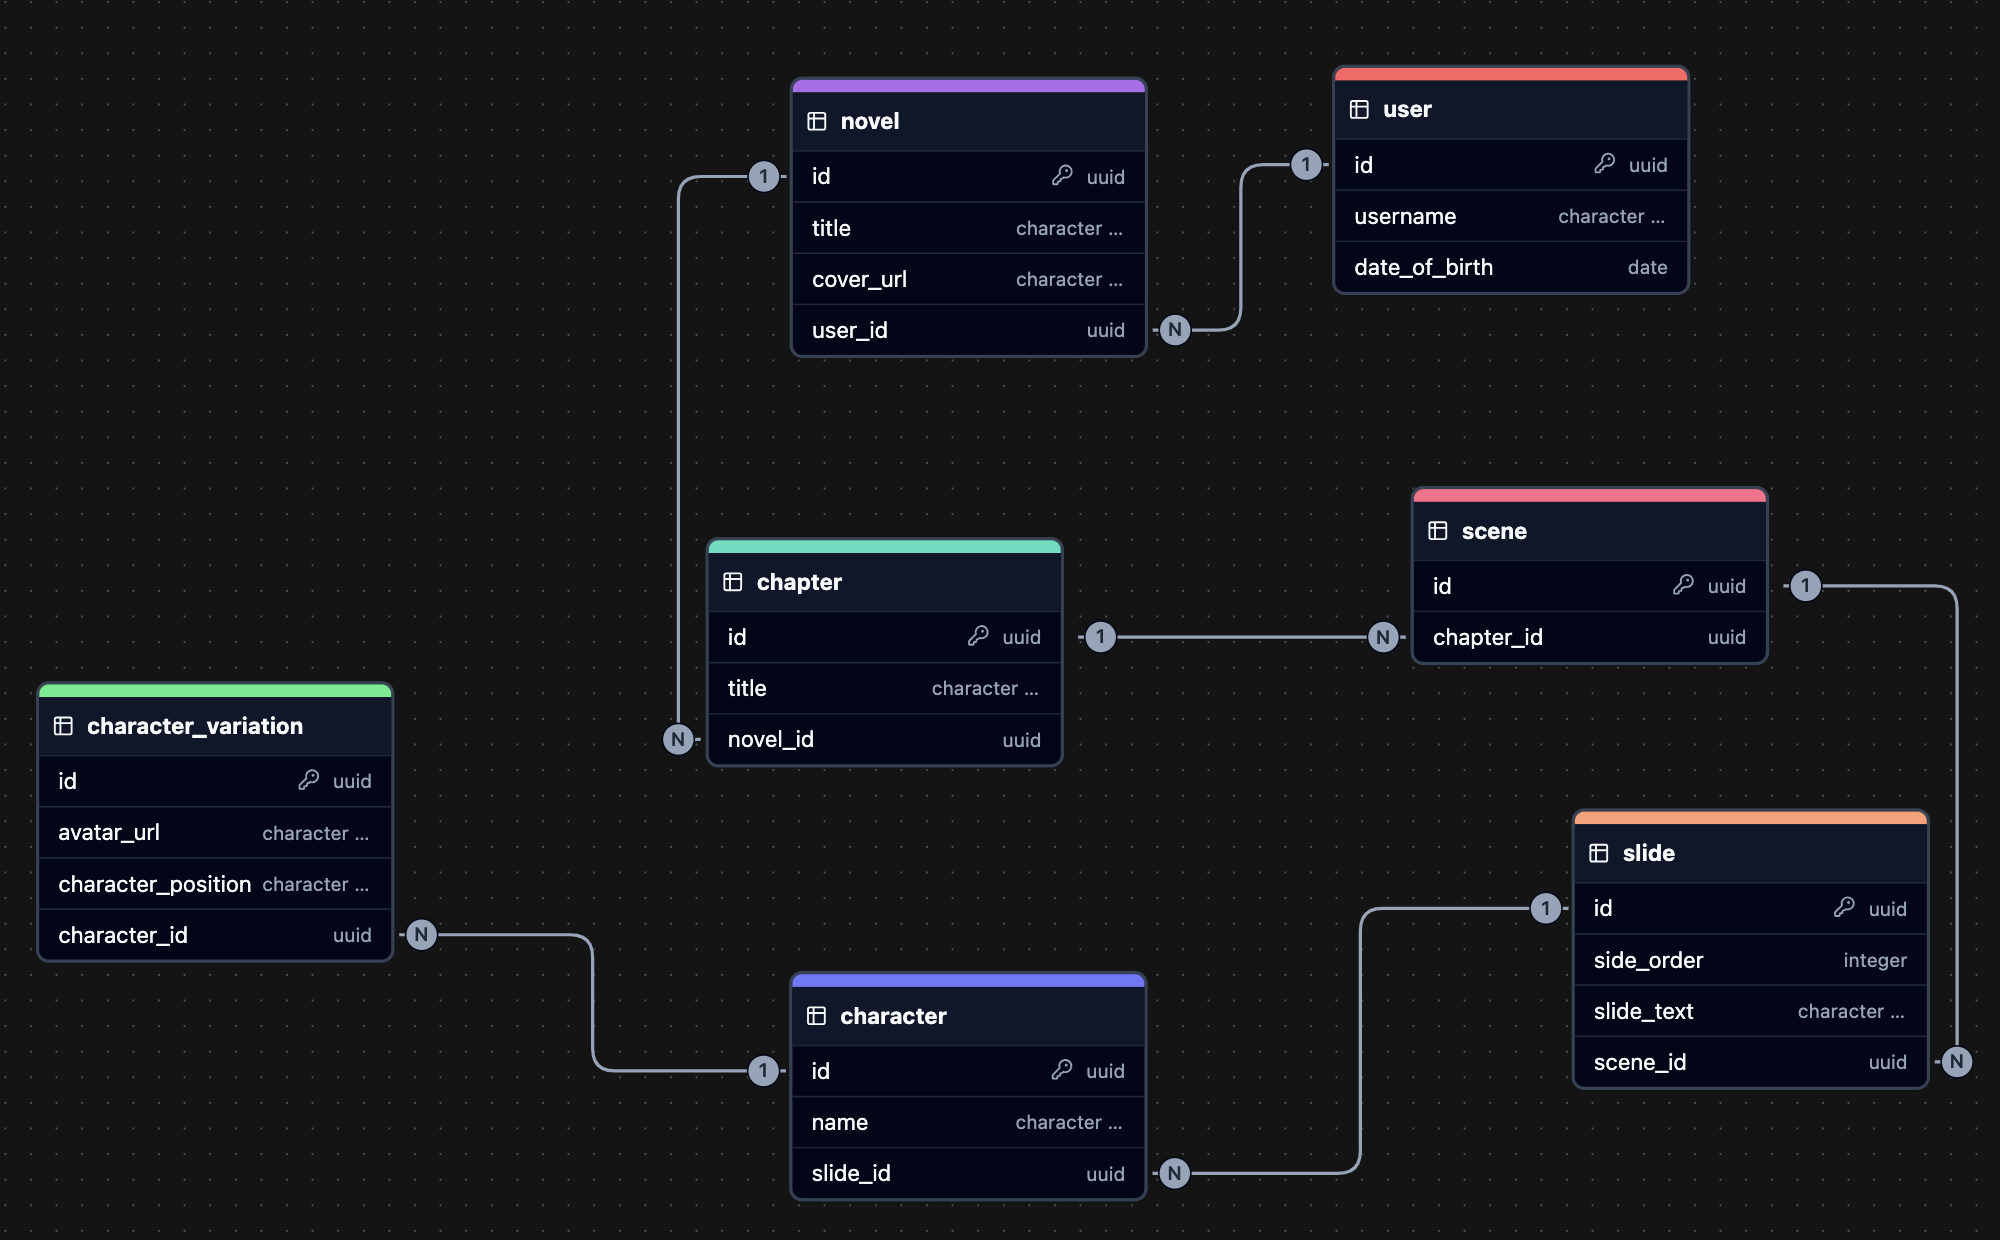 novel
id uuid
title character ...
cover_url character ...
user_id uuid
user
id uuid
username character ...
date_of_birth date
1
1
N
scene
id uuid
chapter_id uuid
chapter
id uuid
title character ...
novel_id uuid
1
N
1
N
character_variation
id uuid
avatar_url character ...
character_position character ...
character_id uuid
N
slide
id uuid
side_order integer
slide_text character ...
scene_id uuid
1
N
character
id uuid
name character ...
slide_id uuid
1
N